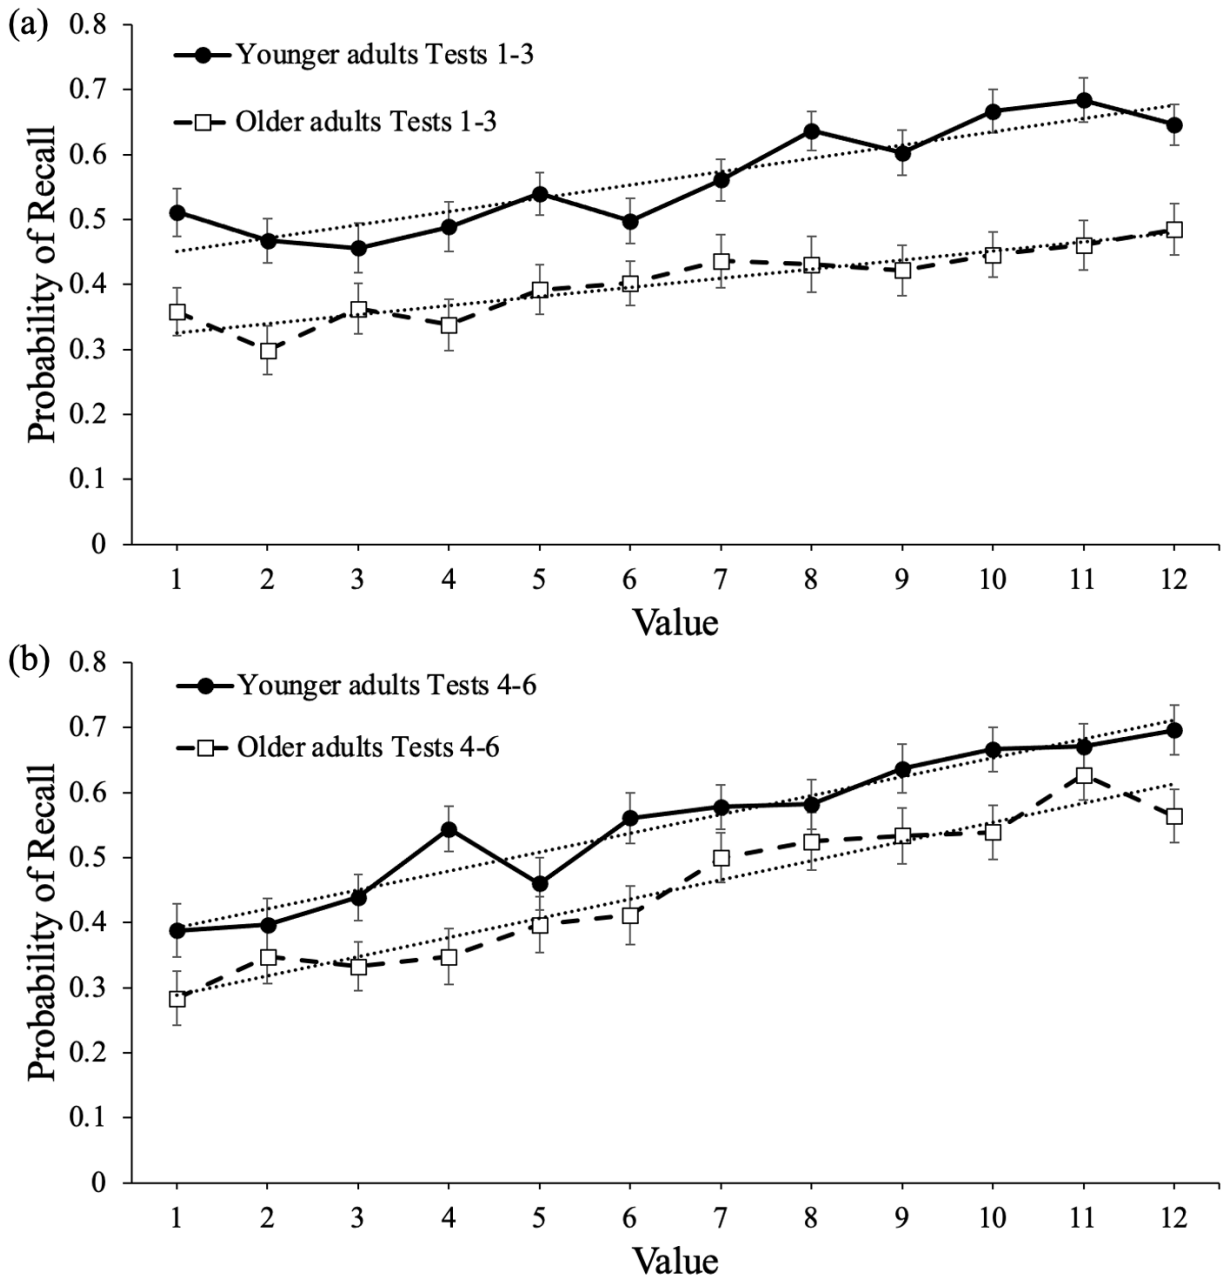 (a)
Probability of Recall
0.8
0.7
0.6
0.5
0.4
0.3
0.2
0.1
0
Younger adults Tests 1-3
Older adults Tests 1-3
1 2 3 4 5 6 7 8 9 10 11 12
Value
(b)
Probability of Recall
0.8
0.7
0.6
0.5
0.4
0.3
0.2
0.1
0
Younger adults Tests 4-6
Older adults Tests 4-6
1 2 3 4 5 6 7 8 9 10 11 12
Value